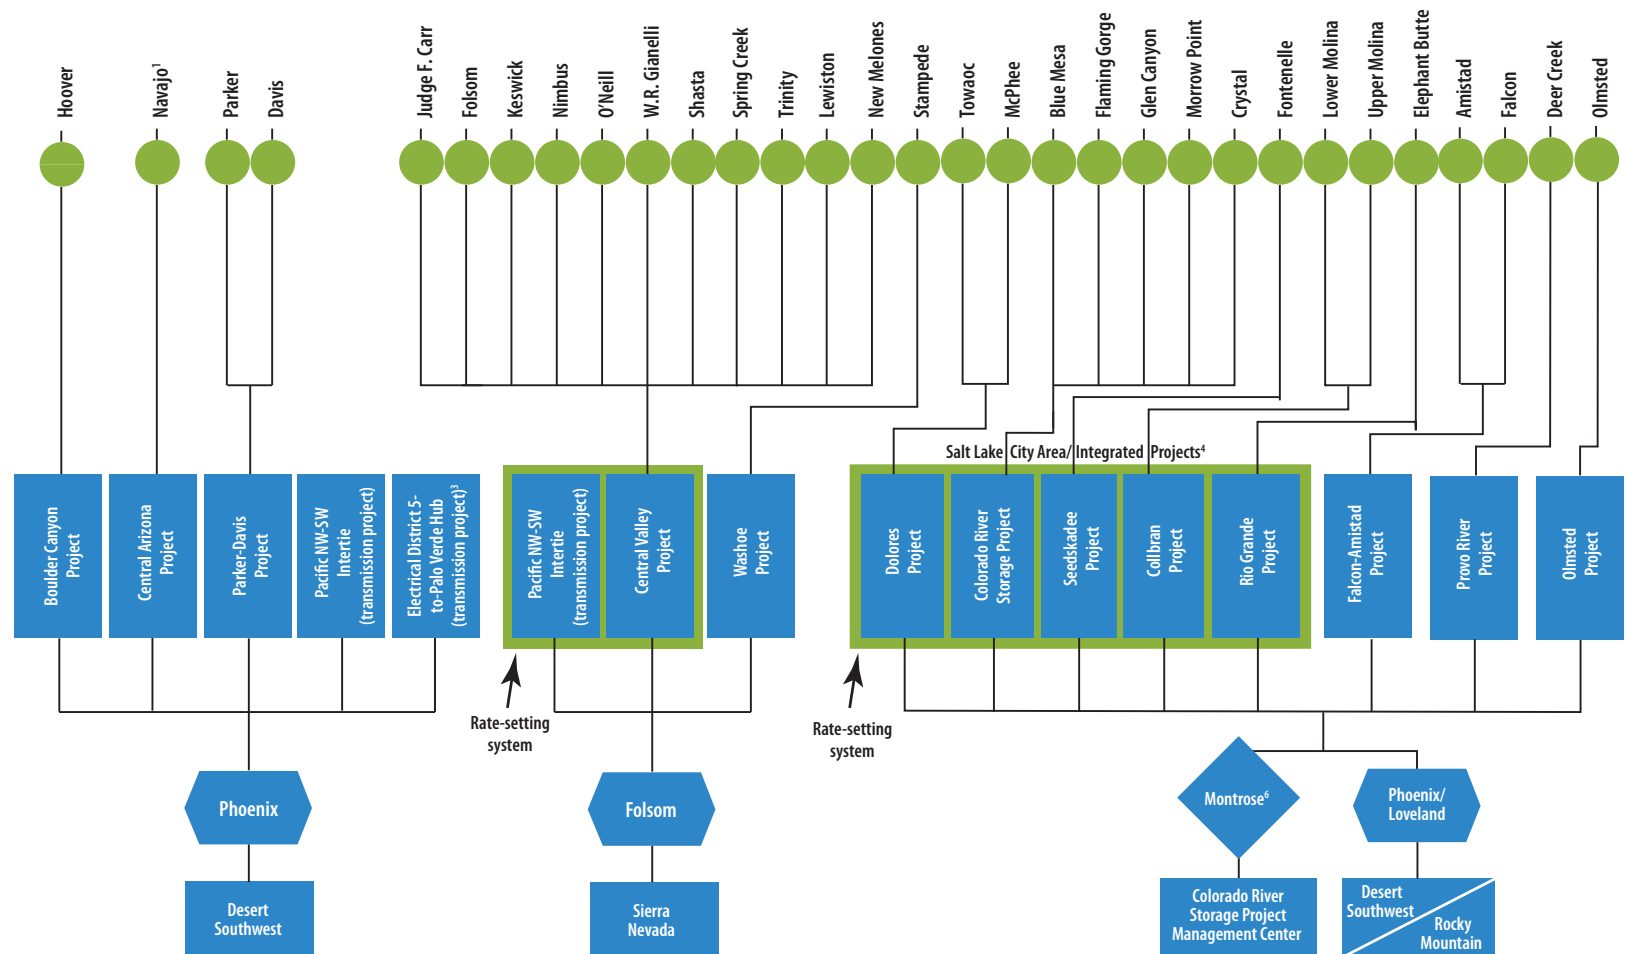 Hoover
Navajo1
Parker
Davis
Judge F. Carr
Folsom
Keswick
Nimbus
O'Neill
W.R. Gianelli
Shasta
Spring Creek
Trinity
Lewiston
New Melones
Stampede
Towaoc
McPhee
Blue Mesa
Flaming Gorge
Glen Canyon
Morrow Point
Crystal
Fontenelle
Lower Molina
Upper Molina
Elephant Butte
Amistad
Falcon
Deer Creek
Olmsted
Salt Lake City Area/ Integrated Projects4
Boulder Canyon
Project
Central Arizona
Project
Parker-Davis
Project
Pacific NW-SW
Intertie
(transmission project)
Electrical District 5-
to-Palo Verde Hub
(transmission project)3
Pacific NW-SW
Intertie
(transmission project)
Central Valley
Project
Washoe
Project
Dolores
Project
Colorado River
Storage Project
Seedskadee
Project
Collbran
Project
Rio Grande
Project
Falcon-Amistad
Project
Provo River
Project
Olmsted
Project
Rate-setting
system
Rate-setting
system
Phoenix
Folsom
Montrose6
Phoenix/
Loveland
Desert
Southwest
Sierra
Nevada
Colorado River
Storage Project
Management Center
Desert
Southwest
Rocky
Mountain